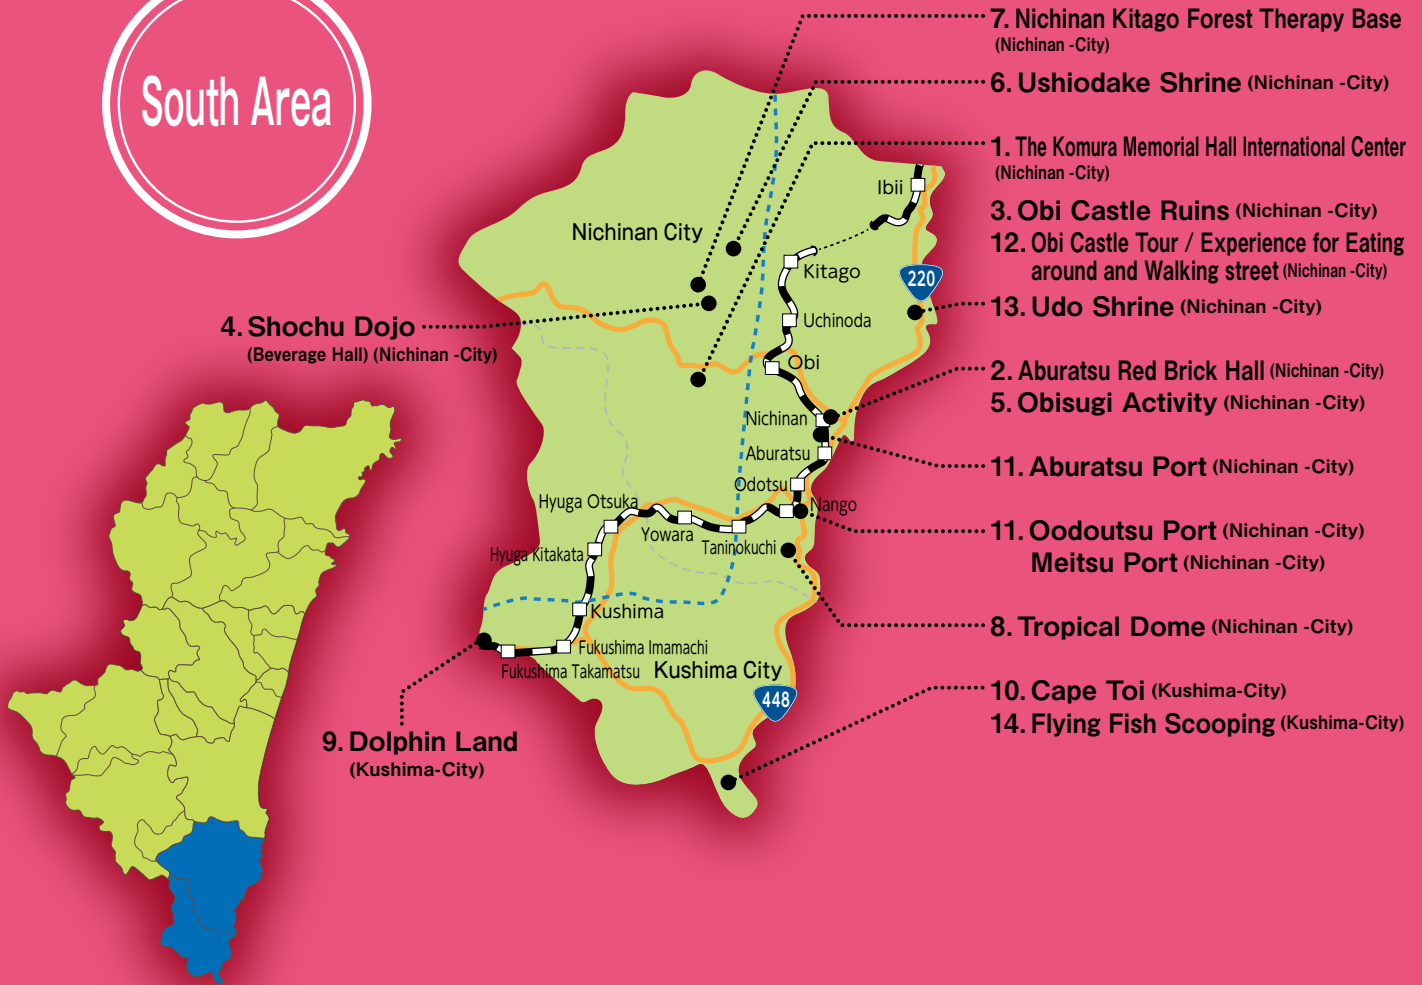 South Area
7. Nichinan Kitago Forest Therapy Base
(Nichinan -City)
6. Ushiodake Shrine (Nichinan -City)
1. The Komura Memorial Hall International Center
(Nichinan -City)
3. Obi Castle Ruins (Nichinan -City)
12. Obi Castle Tour / Experience for Eating
around and Walking street (Nichinan -City)
13. Udo Shrine (Nichinan -City)
2. Aburatsu Red Brick Hall (Nichinan -City)
5. Obisugi Activity (Nichinan -City)
11. Aburatsu Port (Nichinan -City)
11. Oodoutsu Port (Nichinan -City)
Meitsu Port (Nichinan -City)
8. Tropical Dome (Nichinan -City)
10. Cape Toi (Kushima-City)
14. Flying Fish Scooping (Kushima-City)
4. Shochu Dojo
(Beverage Hall) (Nichinan -City)
9. Dolphin Land
(Kushima-City)
Ibii
Nichinan City
Kitago
220
Uchinoda
Obi
Nichinan
Aburatsu
Odotsu
Nango
Hyuga Otsuka
Yowara
Taninokuchi
Hyuga Kitakata
Kushima
Fukushima Imamachi
Fukushima Takamatsu
Kushima City
448